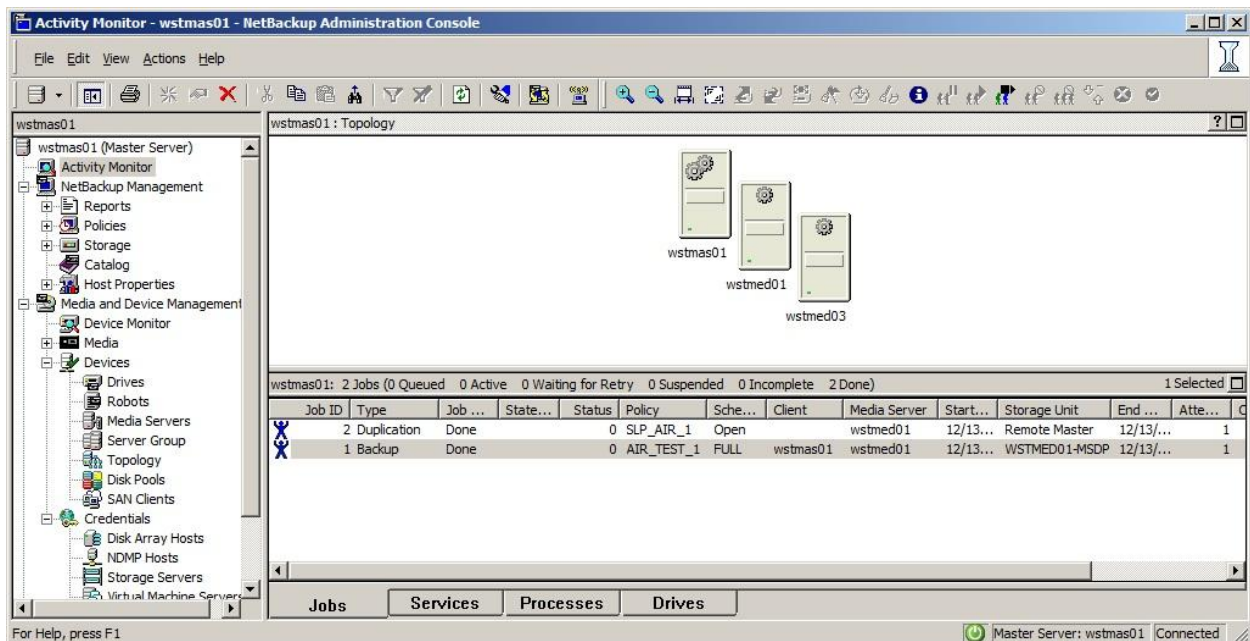 Activity Monitor - wstmas01 - NetBackup Administration Console
File Edit View Actions Help
wstmas01
wstmas01 (Master Server)
Activity Monitor
NetBackup Management
Reports
Policies
Storage
Catalog
Host Properties
Media and Device Management
Device Monitor
Media
Devices
Drives
Robots
Media Servers
Server Group
Topology
Disk Pools
SAN Clients
Credentials
Disk Array Hosts
NDMP Hosts
Storage Servers
Virtual Machine Servers
wstmas01 : Topology
wstmas01
wstmed01
wstmed03
wstmas01: 2 Jobs (0 Queued 0 Active 0 Waiting for Retry 0 Suspended 0 Incomplete 2 Done) 1 Selected
Job ID Type Job ... State... Status Policy Sche... Client Media Server Start... Storage Unit End ... Atte... C
2 Duplication Done 0 SLP_AIR_1 Open wstmed01 12/13... Remote Master 12/13/... 1
1 Backup Done 0 AIR_TEST_1 FULL wstmas01 wstmed01 12/13... WSTMED01-MSDP 12/13/... 1
Jobs Services Processes Drives
For Help, press F1 Master Server: wstmas01 Connected